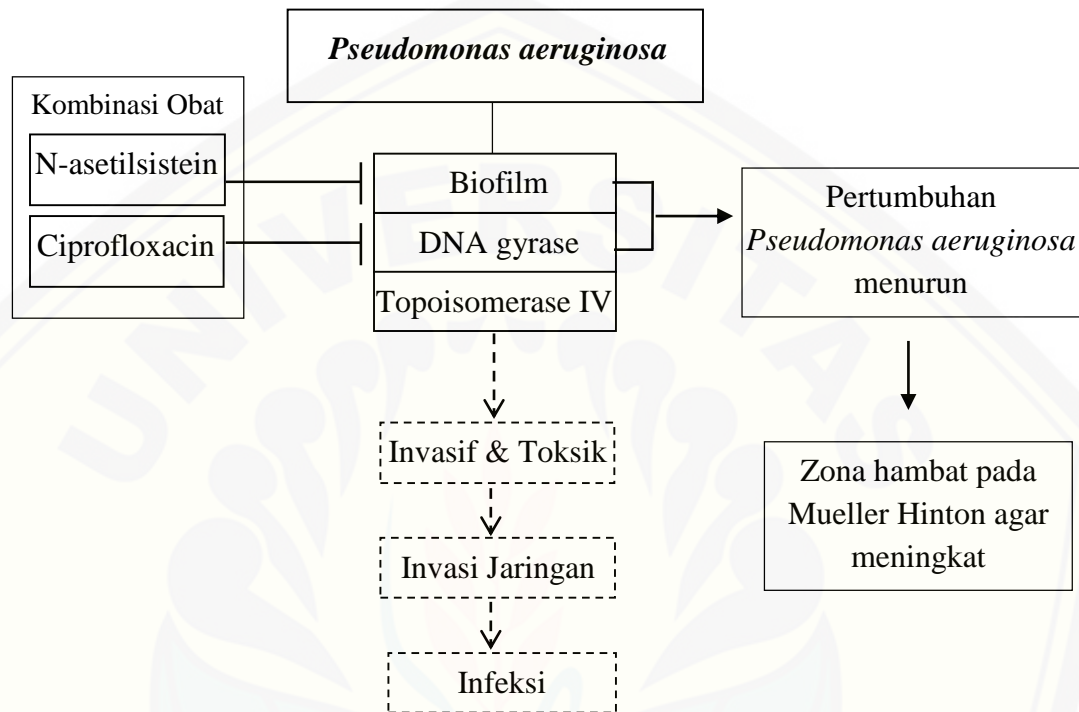 Pseudomonas aeruginosa
Kombinasi Obat
N-asetilsistein
Ciprofloxacin
Biofilm
DNA gyrase
Topoisomerase IV
Pertumbuhan
Pseudomonas aeruginosa
menurun
Invasif & Toksik
Invasi Jaringan
Infeksi
Zona hambat pada
Mueller Hinton agar
meningkat
UNIVERSITAS